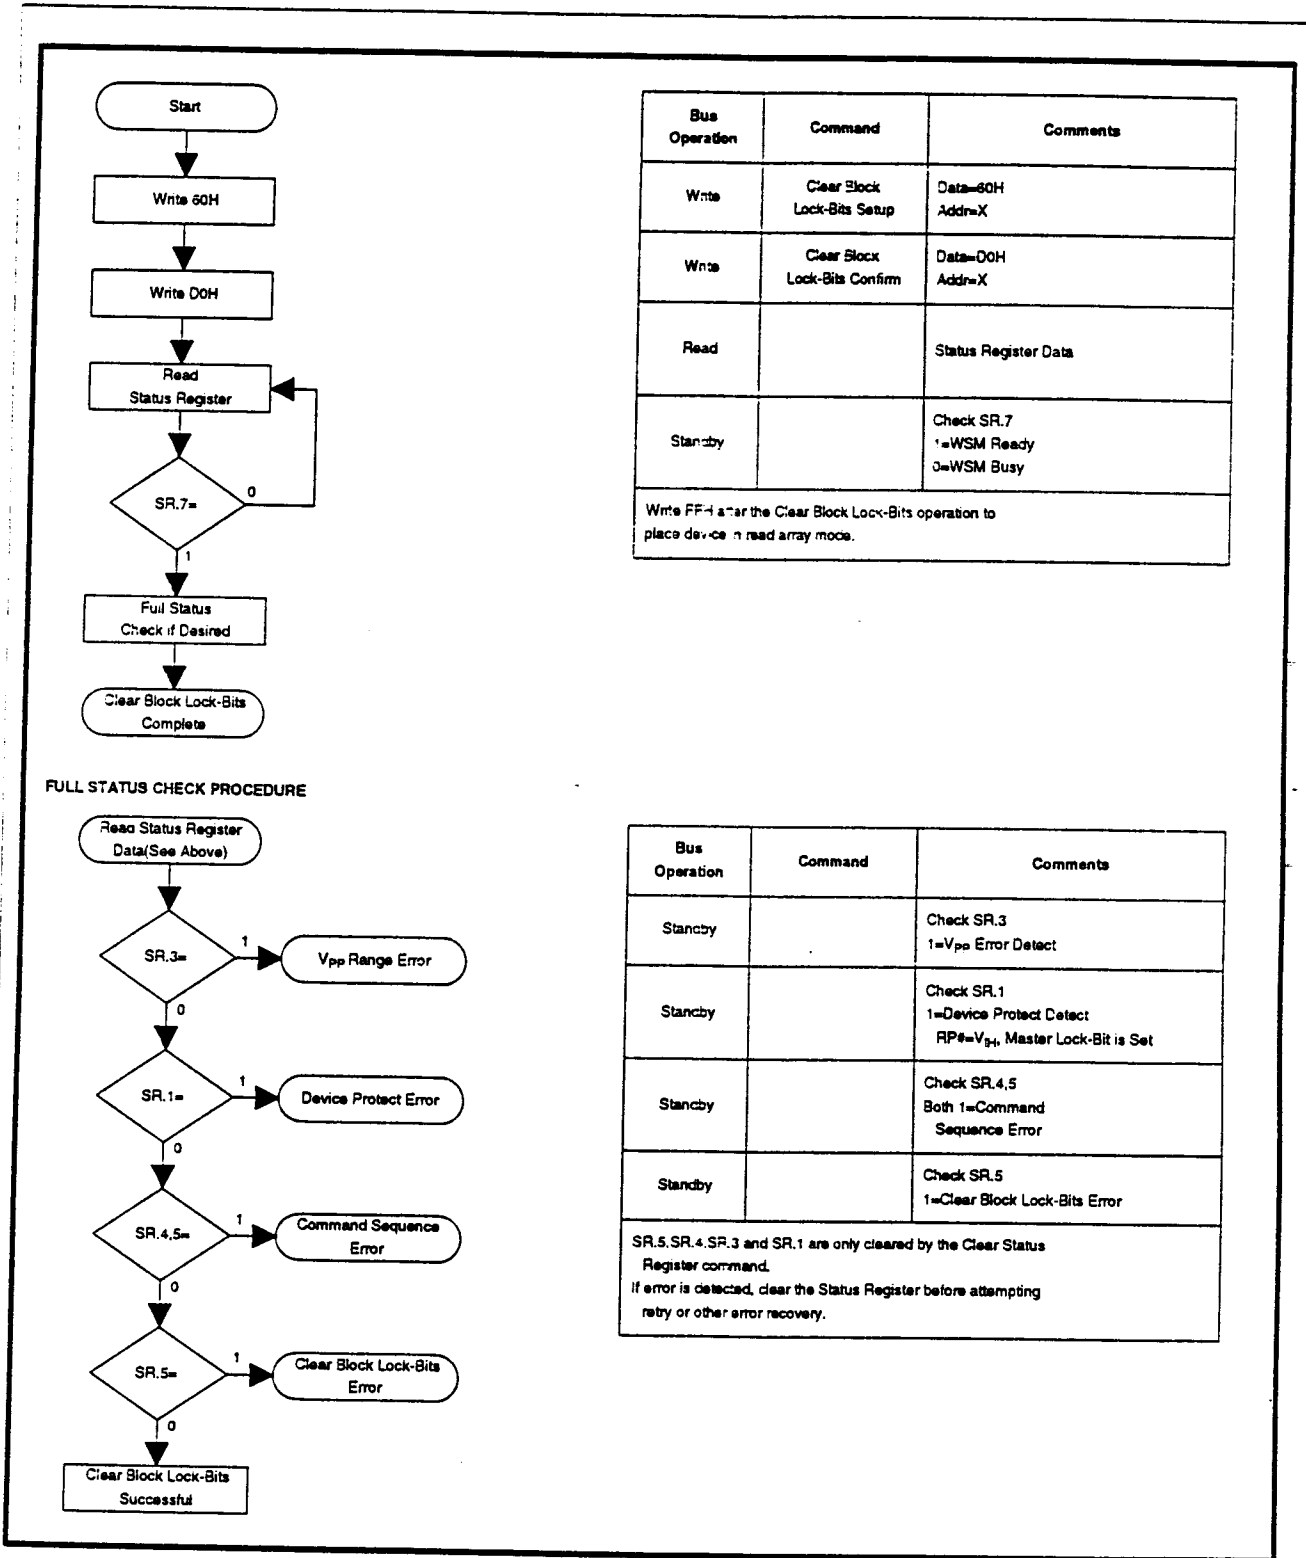 Start
Write 60H
Write D0H
Read
Status Register
SR.7=
0
1
Full Status
Check if Desired
Clear Block Lock-Bits
Complete
Bus
Operation
Command
Comments
Write
Clear Block
Lock-Bits Setup
Data=60H
Addr=X
Write
Clear Block
Lock-Bits Confirm
Data=D0H
Addr=X
Read
Status Register Data
Standby
Check SR.7
1=WSM Ready
0=WSM Busy
Write FFH after the Clear Block Lock-Bits operation to
place device in read array mode.
FULL STATUS CHECK PROCEDURE
Read Status Register
Data(See Above)
SR.3=
1
VPP Range Error
0
SR.1=
1
Device Protect Error
0
SR.4,5=
1
Command Sequence
Error
0
SR.5=
1
Clear Block Lock-Bits
Error
0
Clear Block Lock-Bits
Successful
Bus
Operation
Command
Comments
Standby
Check SR.3
1=VPP Error Detect
Standby
Check SR.1
1=Device Protect Detect
RP#=VIH, Master Lock-Bit is Set
Standby
Check SR.4,5
Both 1=Command
Sequence Error
Standby
Check SR.5
1=Clear Block Lock-Bits Error
SR.5,SR.4,SR.3 and SR.1 are only cleared by the Clear Status
Register command.
If error is detected, clear the Status Register before attempting
retry or other error recovery.